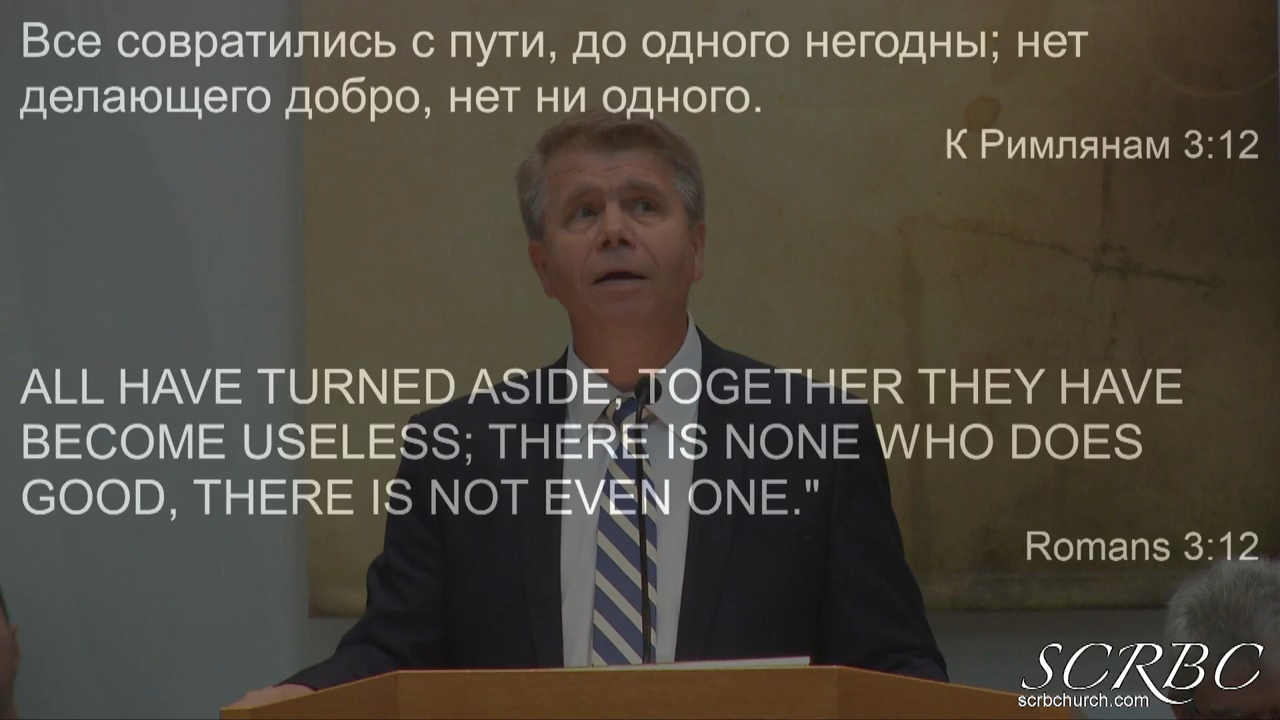 Все совратились с пути, до одного негодны; нет
делающего добро, нет ни одного.
К Римлянам 3:12
ALL HAVE TURNED ASIDE, TOGETHER THEY HAVE
BECOME USELESS; THERE IS NONE WHO DOES
GOOD, THERE IS NOT EVEN ONE."
Romans 3:12
SCRBC
scrbchurch.com